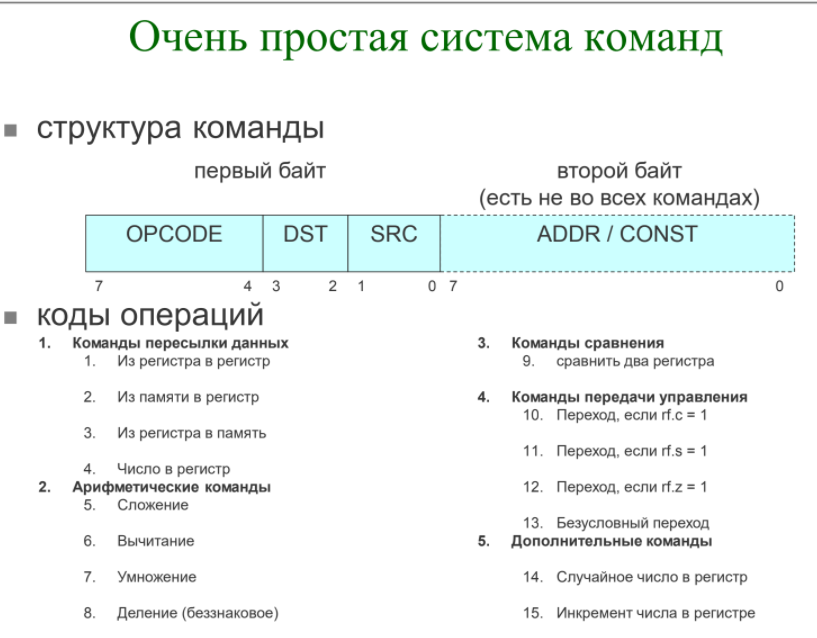 Очень простая система команд
структура команды
первый байт
второй байт
(есть не во всех командах)
OPCODE DST SRC ADDR / CONST
7 4 3 2 1 0 7 0
коды операций
1. Команды пересылки данных
1. Из регистра в регистр
2. Из памяти в регистр
3. Из регистра в память
4. Число в регистр
2. Арифметические команды
5. Сложение
6. Вычитание
7. Умножение
8. Деление (беззнаковое)
3. Команды сравнения
9. сравнить два регистра
4. Команды передачи управления
10. Переход, если rf.c = 1
11. Переход, если rf.s = 1
12. Переход, если rf.z = 1
13. Безусловный переход
5. Дополнительные команды
14. Случайное число в регистр
15. Инкремент числа в регистре